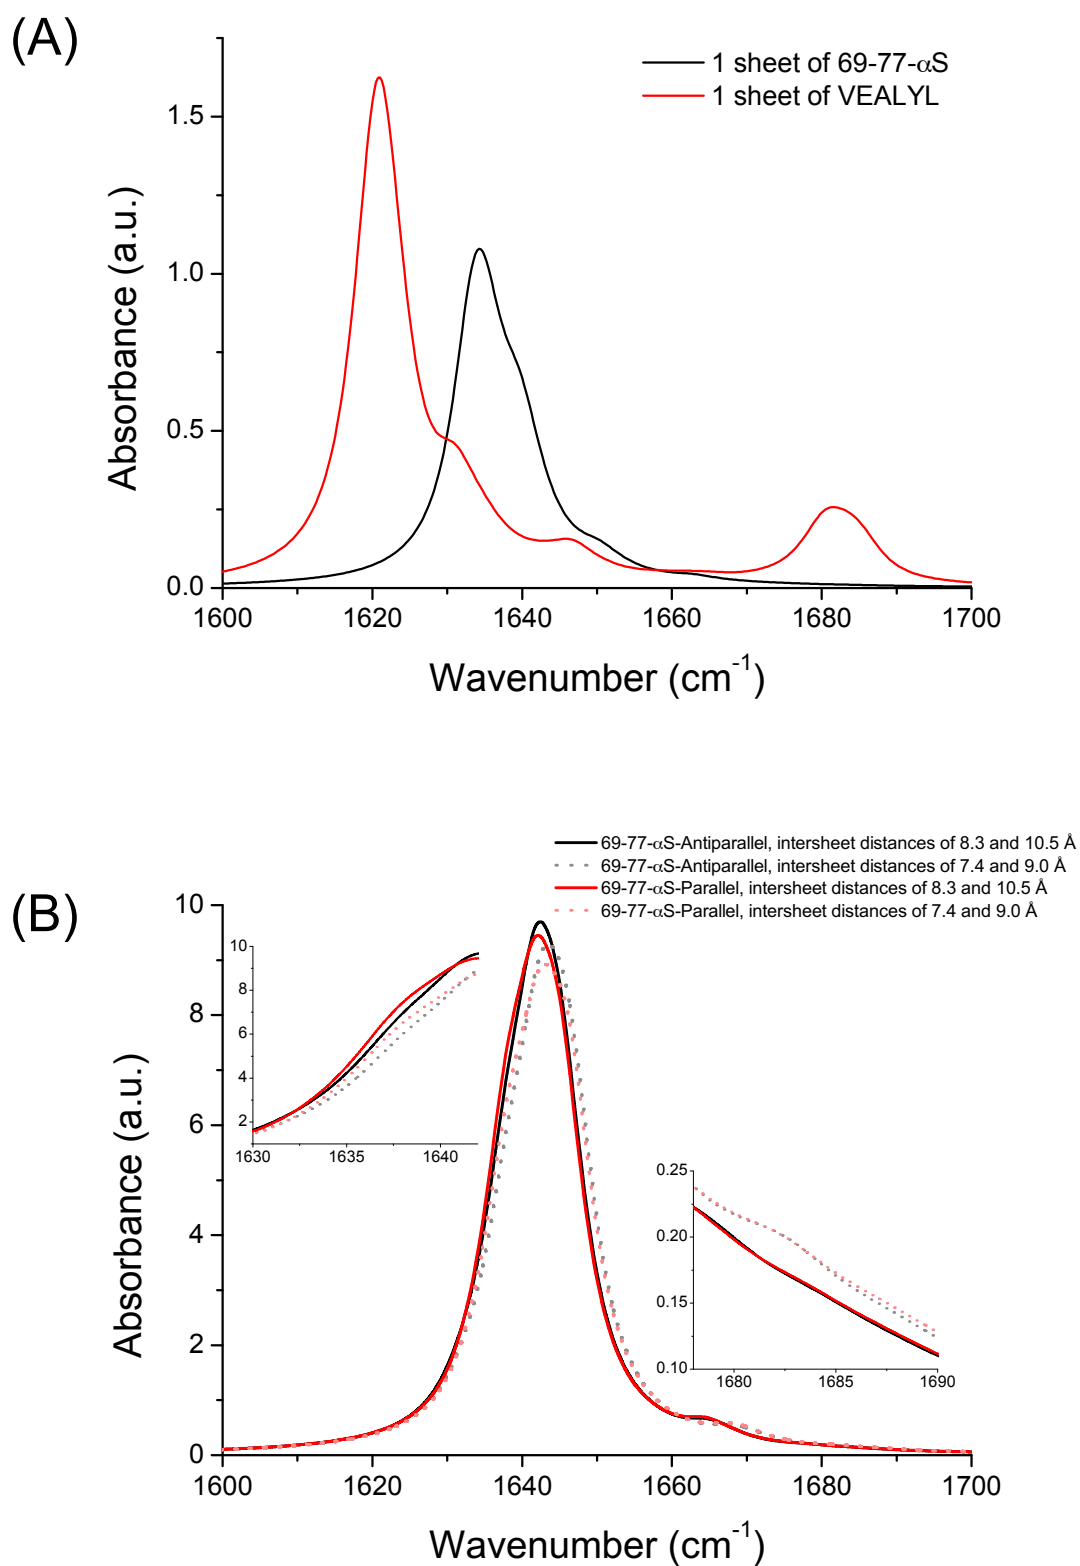 (A)
1 sheet of 69-77-αS
1 sheet of VEALYL
Absorbance (a.u.)
1.5
1.0
0.5
0.0
1600 1620 1640 1660 1680 1700
Wavenumber (cm⁻¹)
(B)
69-77-αS-Antiparallel, intersheet distances of 8.3 and 10.5 Å
69-77-αS-Antiparallel, intersheet distances of 7.4 and 9.0 Å
69-77-αS-Parallel, intersheet distances of 8.3 and 10.5 Å
69-77-αS-Parallel, intersheet distances of 7.4 and 9.0 Å
Absorbance (a.u.)
10
8
6
4
2
0
10
8
6
4
2
1630 1635 1640
0.25
0.20
0.15
0.10
1680 1685 1690
1600 1620 1640 1660 1680 1700
Wavenumber (cm⁻¹)